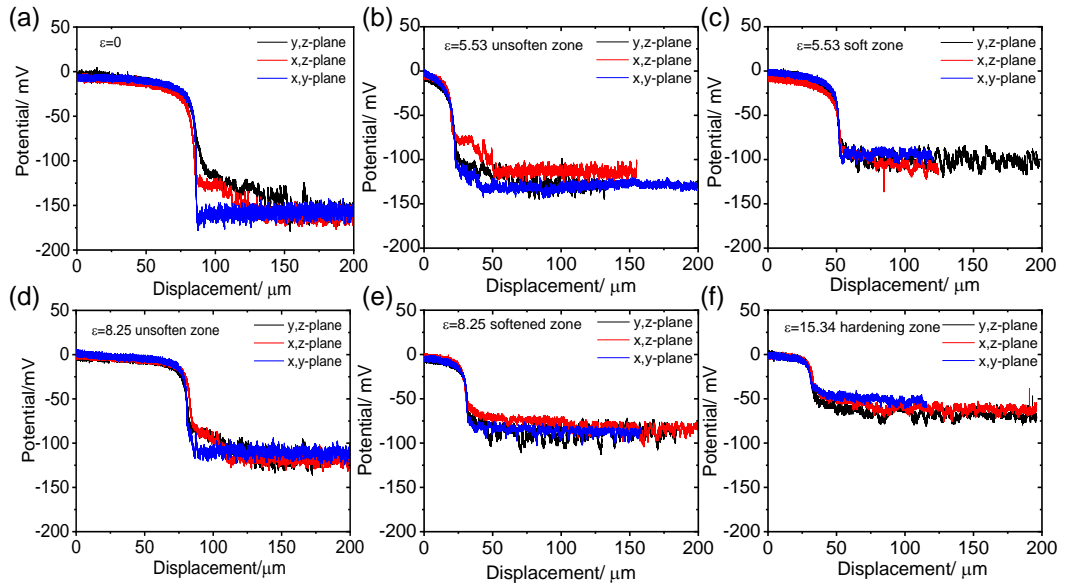 (a)
ε=0
y,z-plane
x,z-plane
x,y-plane
50
0
-50
-100
-150
-200
Potential/ mV
0
50
100
150
200
Displacement/ μm
(b)
ε=5.53 unsoften zone
y,z-plane
x,z-plane
x,y-plane
50
0
-50
-100
-150
-200
Potential/ mV
0
50
100
150
200
Displacement/ μm
(c)
ε=5.53 soft zone
y,z-plane
x,z-plane
x,y-plane
50
0
-50
-100
-150
-200
Potential/ mV
0
50
100
150
200
Displacement/ μm
(d)
ε=8.25 unsoften zone
y,z-plane
x,z-plane
x,y-plane
50
0
-50
-100
-150
-200
Potential/mV
0
50
100
150
200
Displacement/μm
(e)
ε=8.25 softened zone
y,z-plane
x,z-plane
x,y-plane
50
0
-50
-100
-150
-200
Potential/ mV
0
50
100
150
200
Displacement/ μm
(f)
ε=15.34 hardening zone
y,z-plane
x,z-plane
x,y-plane
50
0
-50
-100
-150
-200
Potential/ mV
0
50
100
150
200
Displacement/ μm